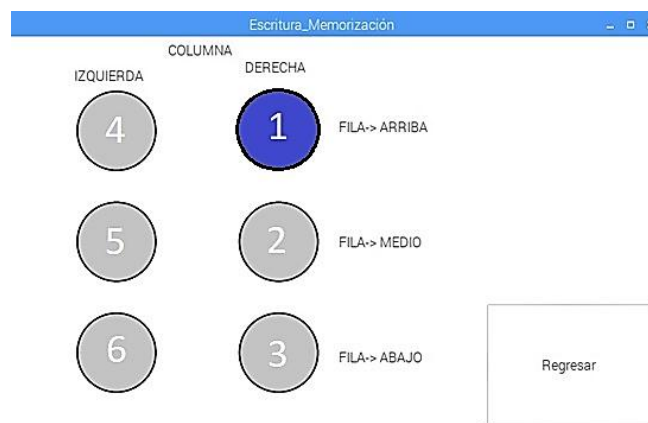 Escritura_Memorización
COLUMNA
IZQUIERDA DERECHA
4 1 FILA-> ARRIBA
5 2 FILA-> MEDIO
6 3 FILA-> ABAJO
Regresar